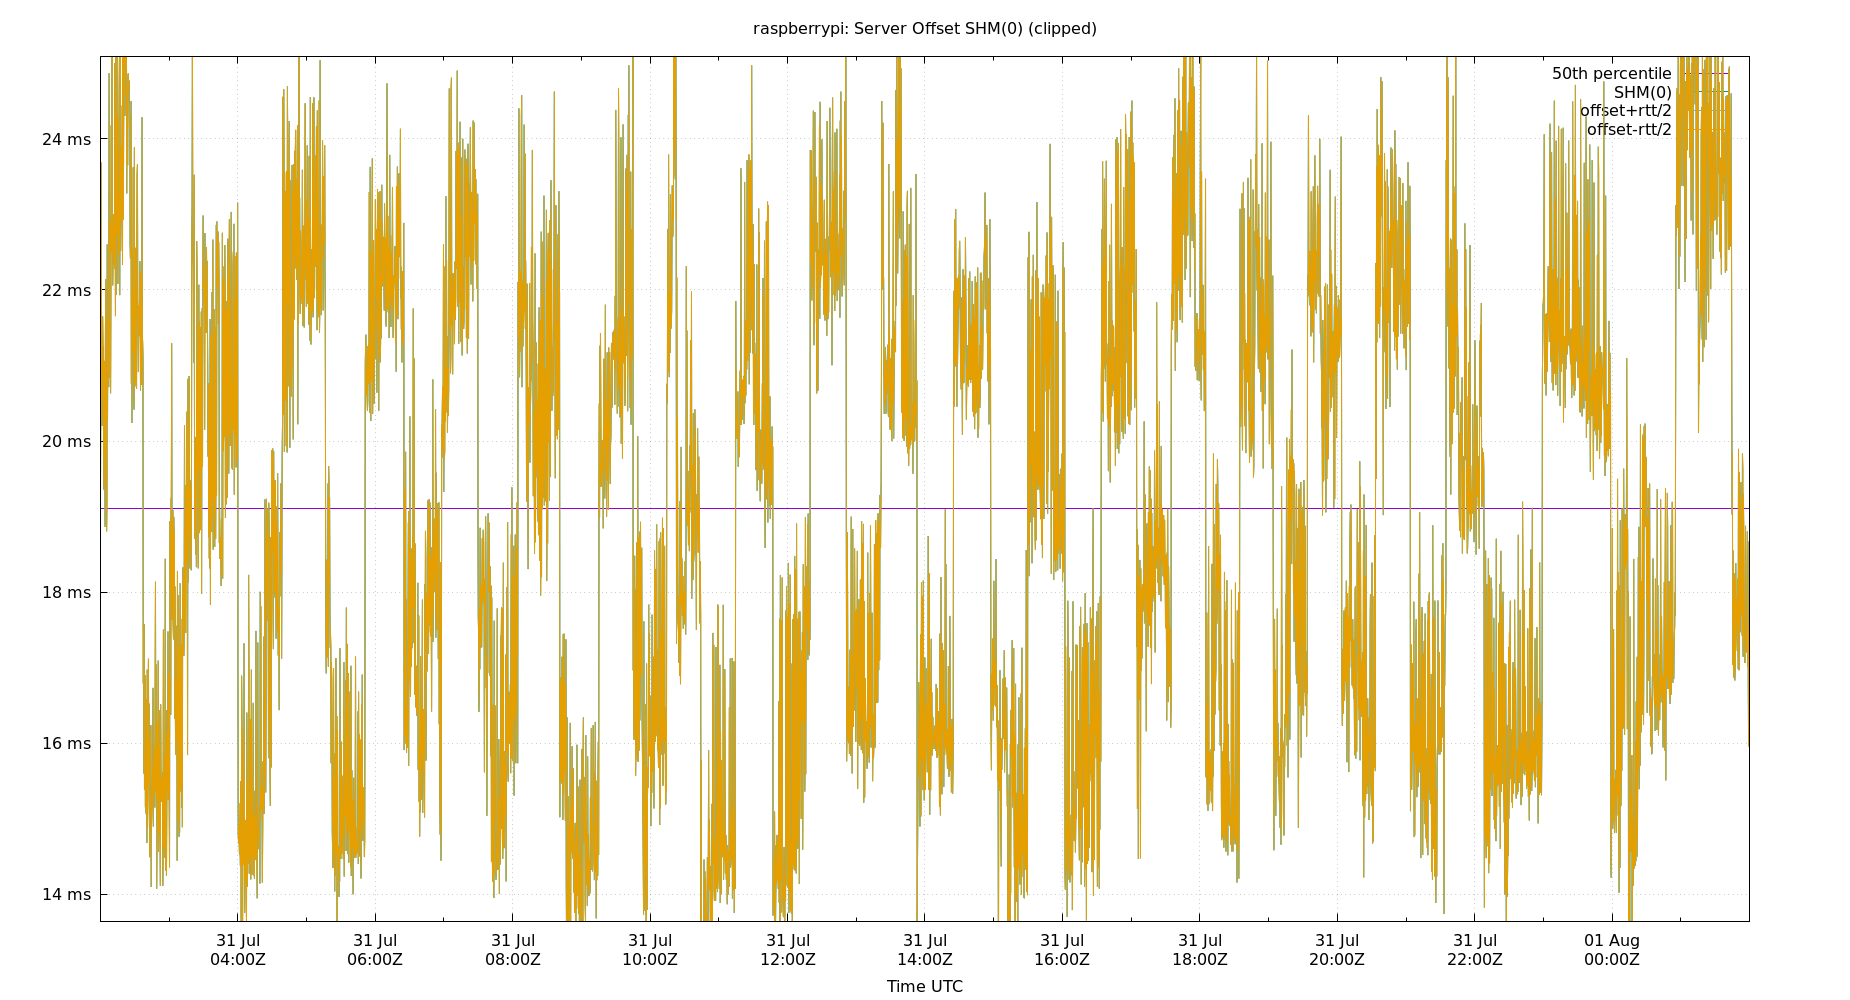 raspberrypi: Server Offset SHM(0) (clipped)
50th percentile
SHM(0)
offset+rtt/2
offset-rtt/2
24 ms
22 ms
20 ms
18 ms
16 ms
14 ms
31 Jul 31 Jul 31 Jul 31 Jul 31 Jul 31 Jul 31 Jul 31 Jul 31 Jul 31 Jul 01 Aug
04:00Z 06:00Z 08:00Z 10:00Z 12:00Z 14:00Z 16:00Z 18:00Z 20:00Z 22:00Z 00:00Z
Time UTC